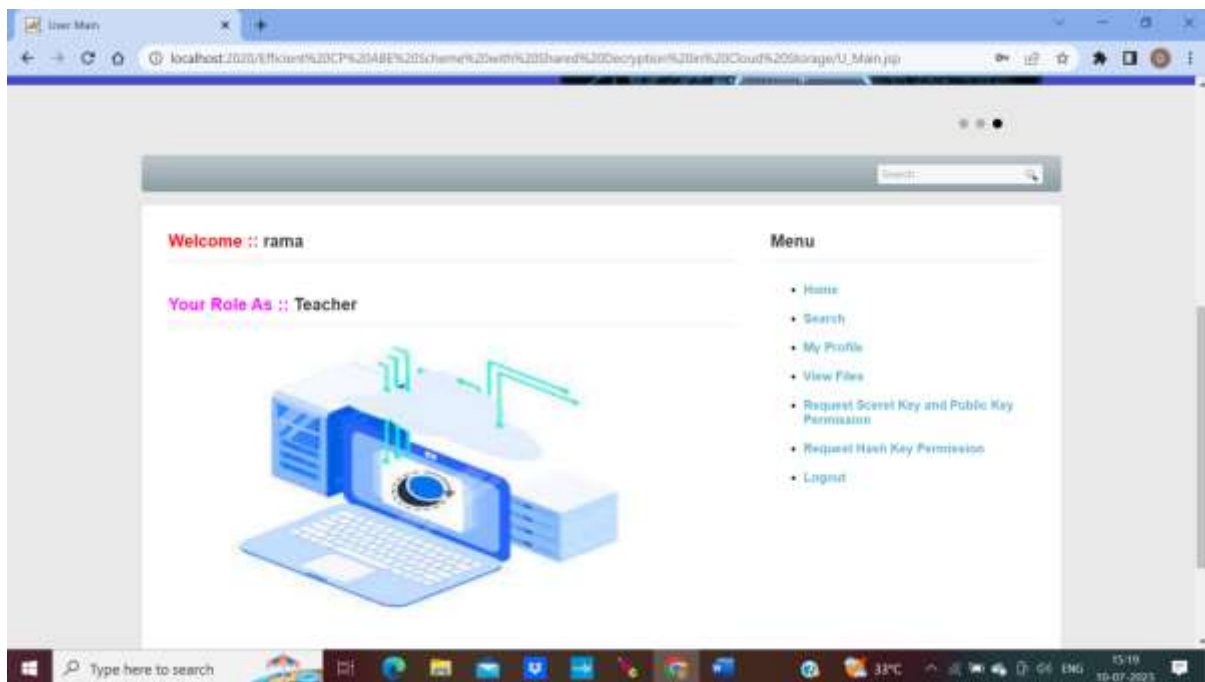 User Main
localhost:2020/Efficient%20CP%20ABE%20Scheme%20with%20Shared%20Decryption%20in%20Cloud%20Storage/U_Main.jsp
Search
Welcome :: rama
Menu
Your Role As :: Teacher
Home
Search
My Profile
View Files
Request Sceret Key and Public Key
Permission
Request Hash Key Permission
Logout
Type here to search
33°C
ENG
15:19
10-07-2023